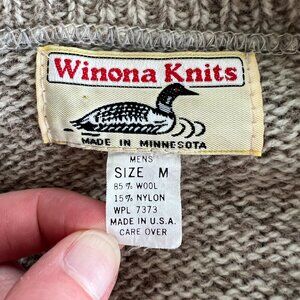 Winona Knits
MADE IN MINNESOTA
MENS
SIZE M
85% WOOL
15% NYLON
WPL 7373
MADE IN U.S.A.
CARE OVER